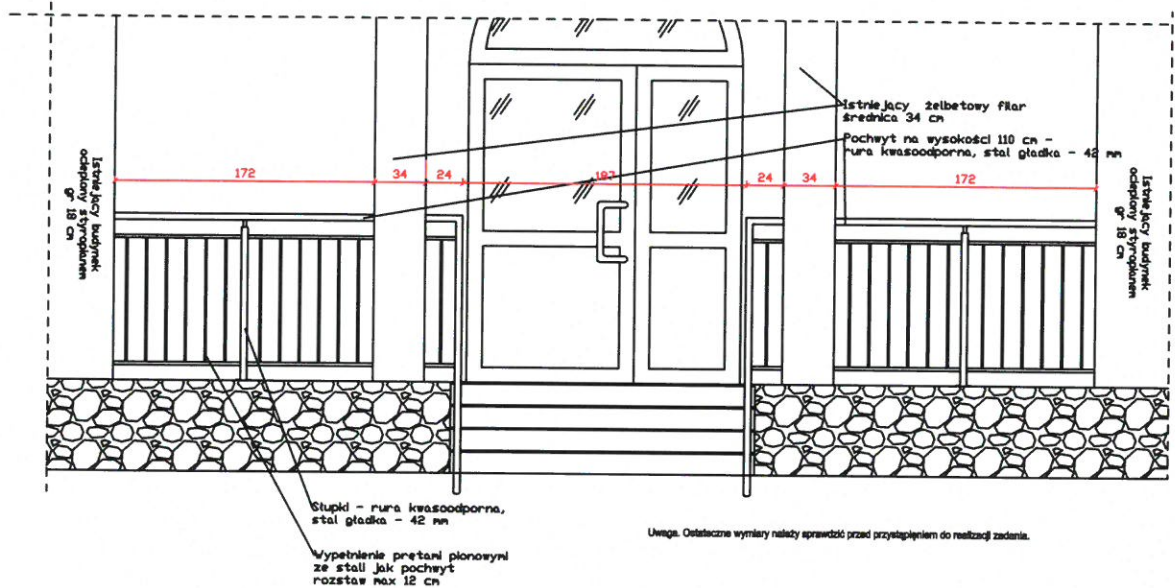 Istniejący żelbetowy filar
średnica 34 cm
Pochwyt na wysokości 110 cm -
rura kwasoodporna, stal gładka - 42 mm
Istniejący budynek
ocieplony styropianem
gr 18 cm
172
34
24
24
34
172
Istniejący budynek
ocieplony styropianem
gr 18 cm
Słupki - rura kwasoodporna,
stal gładka - 42 mm
Wypełnienie prętami pionowymi
ze stali jak pochwyt
rozstaw max 12 cm
Uwaga. Ostateczne wymiary należy sprawdzić przed przystąpieniem do realizacji zadania.